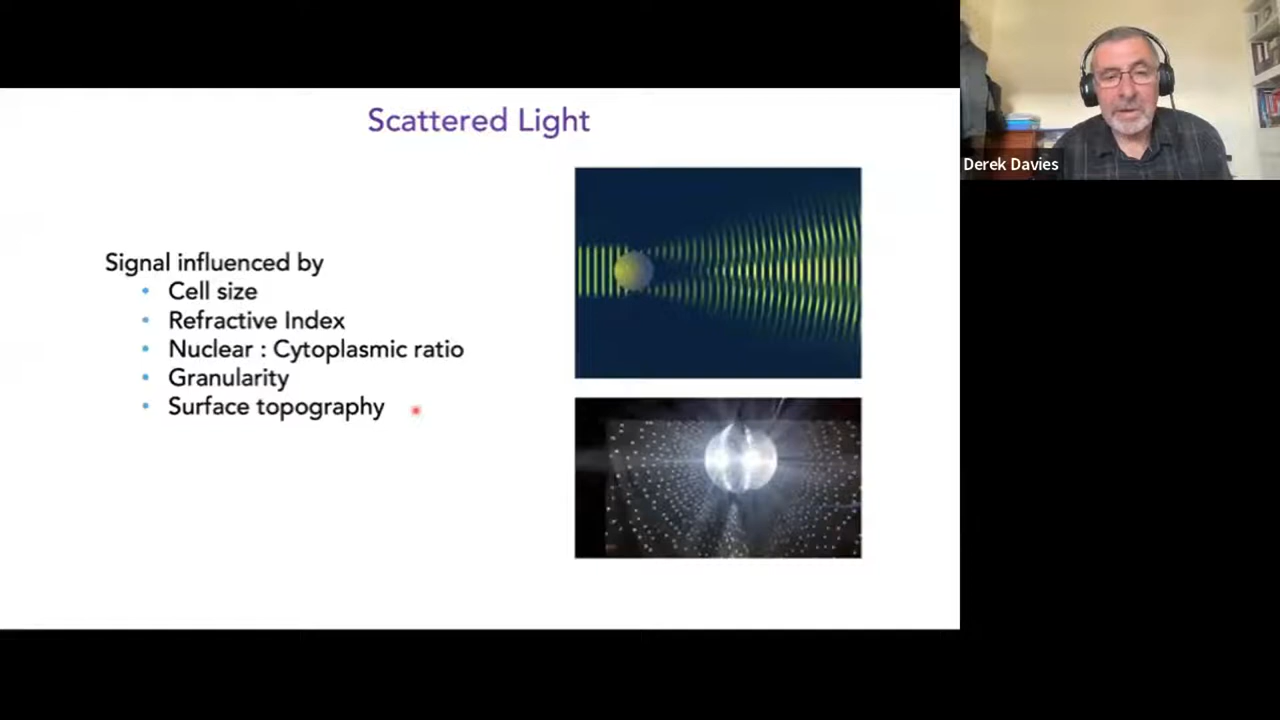 Scattered Light
Signal influenced by
• Cell size
• Refractive Index
• Nuclear : Cytoplasmic ratio
• Granularity
• Surface topography
Derek Davies